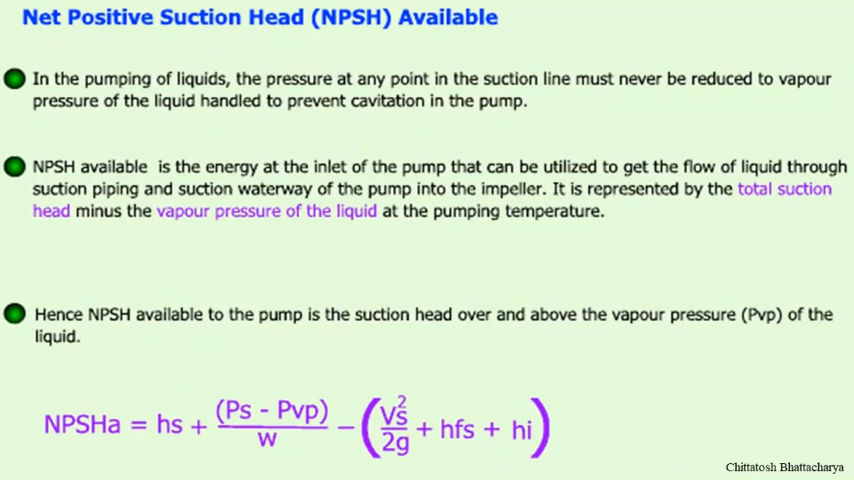 Net Positive Suction Head (NPSH) Available
In the pumping of liquids, the pressure at any point in the suction line must never be reduced to vapour
pressure of the liquid handled to prevent cavitation in the pump.
NPSH available is the energy at the inlet of the pump that can be utilized to get the flow of liquid through
suction piping and suction waterway of the pump into the impeller. It is represented by the total suction
head minus the vapour pressure of the liquid at the pumping temperature.
Hence NPSH available to the pump is the suction head over and above the vapour pressure (Pvp) of the
liquid.
NPSHa = hs + (Ps - Pvp)/w − (Vs²/2g + hfs + hi)
Chittatosh Bhattacharya